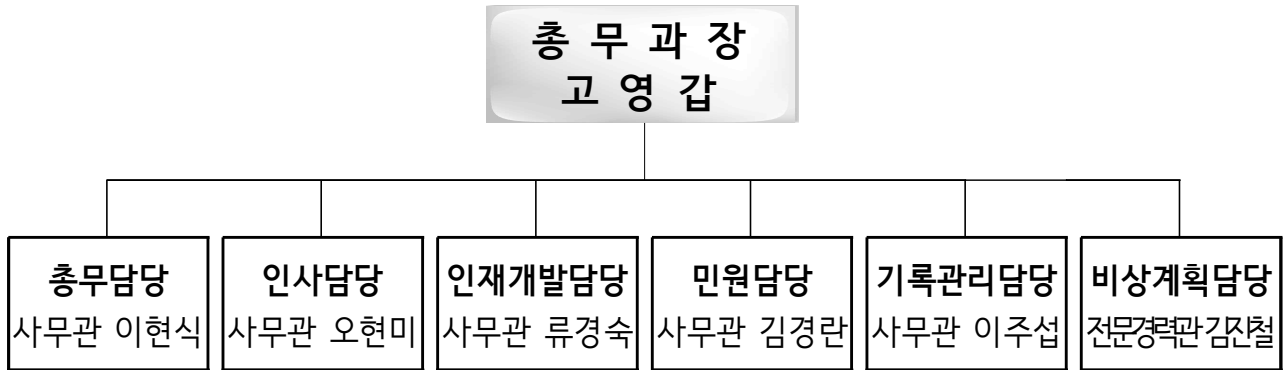 총 무 과 장
고 영 갑
총무담당
사무관 이현식
인사담당
사무관 오현미
인재개발담당
사무관 류경숙
민원담당
사무관 김경란
기록관리담당
사무관 이주섭
비상계획담당
전문경력관 김진철